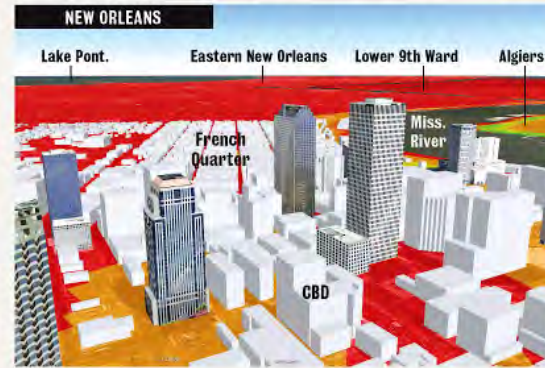 NEW ORLEANS
Lake Pont.
Eastern New Orleans
Lower 9th Ward
Algiers
French
Quarter
Miss.
River
CBD